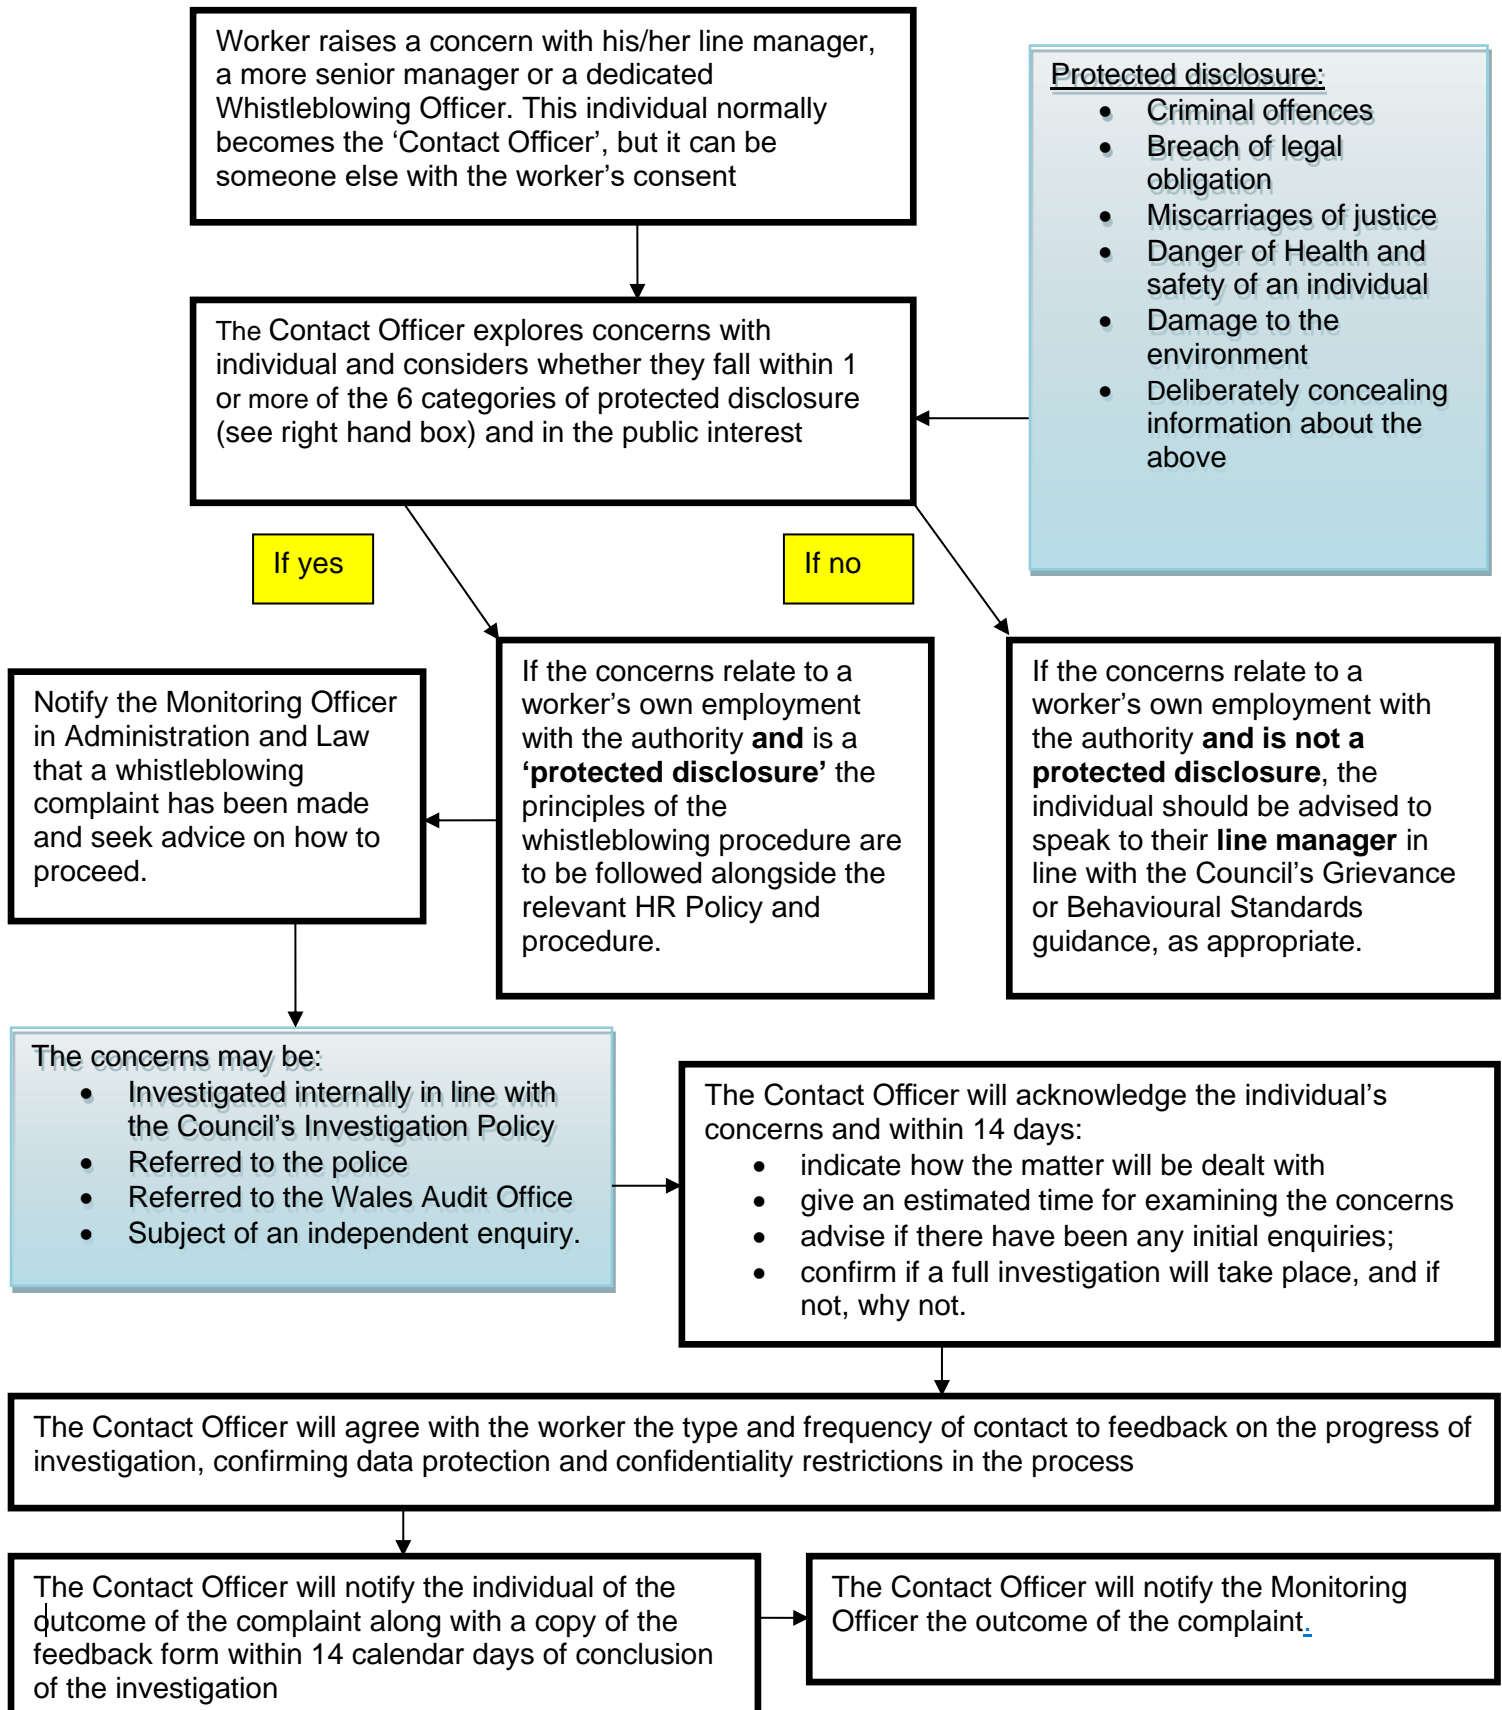 Worker raises a concern with his/her line manager,
a more senior manager or a dedicated
Whistleblowing Officer. This individual normally
becomes the ‘Contact Officer’, but it can be
someone else with the worker’s consent
Protected disclosure:
• Criminal offences
• Breach of legal
obligation
• Miscarriages of justice
• Danger of Health and
safety of an individual
• Damage to the
environment
• Deliberately concealing
information about the
above
The Contact Officer explores concerns with
individual and considers whether they fall within 1
or more of the 6 categories of protected disclosure
(see right hand box) and in the public interest
If yes
If no
Notify the Monitoring Officer
in Administration and Law
that a whistleblowing
complaint has been made
and seek advice on how to
proceed.
If the concerns relate to a
worker’s own employment
with the authority and is a
‘protected disclosure’ the
principles of the
whistleblowing procedure are
to be followed alongside the
relevant HR Policy and
procedure.
If the concerns relate to a
worker’s own employment with
the authority and is not a
protected disclosure, the
individual should be advised to
speak to their line manager in
line with the Council’s Grievance
or Behavioural Standards
guidance, as appropriate.
The concerns may be:
• Investigated internally in line with
the Council’s Investigation Policy
• Referred to the police
• Referred to the Wales Audit Office
• Subject of an independent enquiry.
The Contact Officer will acknowledge the individual’s
concerns and within 14 days:
• indicate how the matter will be dealt with
• give an estimated time for examining the concerns
• advise if there have been any initial enquiries;
• confirm if a full investigation will take place, and if
not, why not.
The Contact Officer will agree with the worker the type and frequency of contact to feedback on the progress of
investigation, confirming data protection and confidentiality restrictions in the process
The Contact Officer will notify the individual of the
outcome of the complaint along with a copy of the
feedback form within 14 calendar days of conclusion
of the investigation
The Contact Officer will notify the Monitoring
Officer the outcome of the complaint.